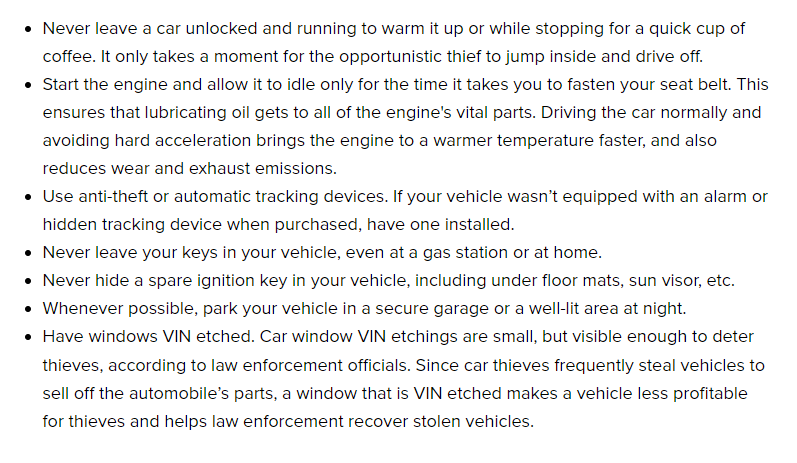 • Never leave a car unlocked and running to warm it up or while stopping for a quick cup of
coffee. It only takes a moment for the opportunistic thief to jump inside and drive off.
• Start the engine and allow it to idle only for the time it takes you to fasten your seat belt. This
ensures that lubricating oil gets to all of the engine's vital parts. Driving the car normally and
avoiding hard acceleration brings the engine to a warmer temperature faster, and also
reduces wear and exhaust emissions.
• Use anti-theft or automatic tracking devices. If your vehicle wasn’t equipped with an alarm or
hidden tracking device when purchased, have one installed.
• Never leave your keys in your vehicle, even at a gas station or at home.
• Never hide a spare ignition key in your vehicle, including under floor mats, sun visor, etc.
• Whenever possible, park your vehicle in a secure garage or a well-lit area at night.
• Have windows VIN etched. Car window VIN etchings are small, but visible enough to deter
thieves, according to law enforcement officials. Since car thieves frequently steal vehicles to
sell off the automobile’s parts, a window that is VIN etched makes a vehicle less profitable
for thieves and helps law enforcement recover stolen vehicles.